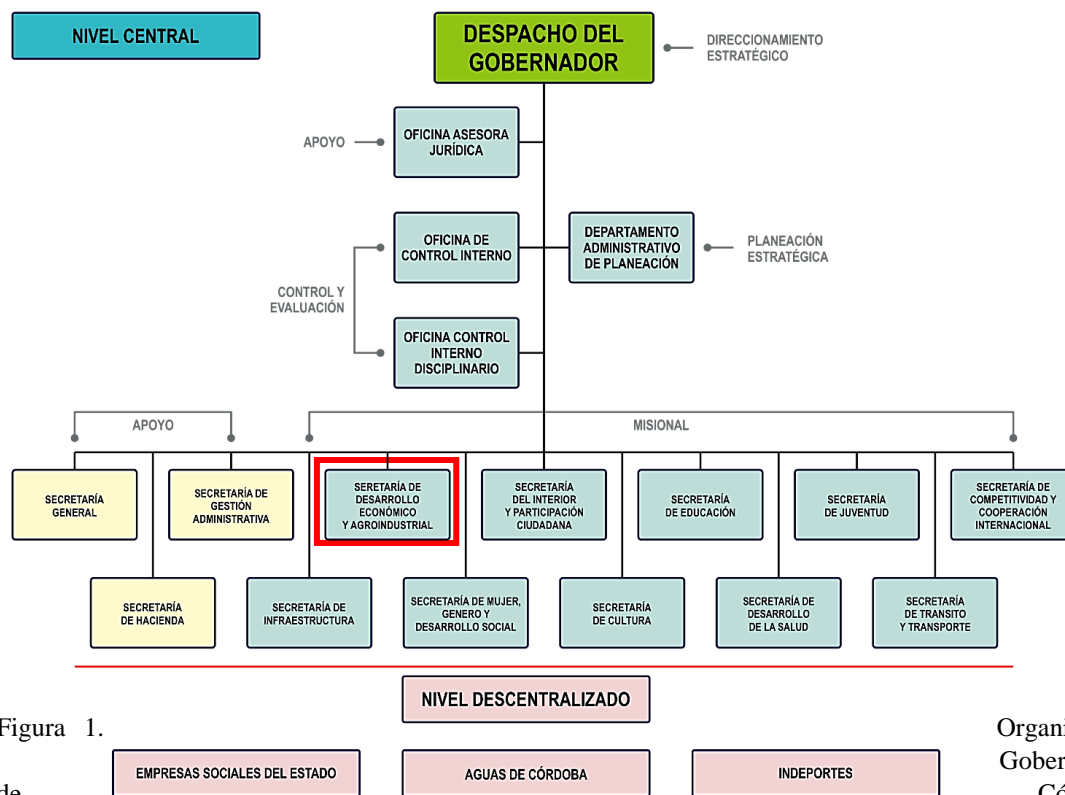 NIVEL CENTRAL
DESPACHO DEL
GOBERNADOR
DIRECCIONAMIENTO
ESTRATÉGICO
APOYO
OFICINA ASESORA
JURÍDICA
OFICINA DE
CONTROL INTERNO
DEPARTAMENTO
ADMINISTRATIVO
DE PLANEACIÓN
PLANEACIÓN
ESTRATÉGICA
CONTROL Y
EVALUACIÓN
OFICINA CONTROL
INTERNO
DISCIPLINARIO
APOYO
MISIONAL
SECRETARÍA
GENERAL
SECRETARÍA DE
GESTIÓN
ADMINISTRATIVA
SERETARÍA DE
DESARROLLO
ECONÓMICO
Y AGROINDUSTRIAL
SECRETARÍA
DEL INTERIOR
Y PARTICIPACIÓN
CIUDADANA
SECRETARÍA
DE EDUCACIÓN
SECRETARÍA
DE JUVENTUD
SECRETARÍA DE
COMPETITIVIDAD Y
COOPERACIÓN
INTERNACIONAL
SECRETARÍA
DE HACIENDA
SECRETARÍA DE
INFRAESTRUCTURA
SECRETARÍA DE MUJER,
GENERO Y
DESARROLLO SOCIAL
SECRETARÍA
DE CULTURA
SECRETARÍA DE
DESARROLLO
DE LA SALUD
SECRETARÍA
DE TRANSITO
Y TRANSPORTE
NIVEL DESCENTRALIZADO
Figura 1.
Organi
Gober
EMPRESAS SOCIALES DEL ESTADO
AGUAS DE CÓRDOBA
INDEPORTES
de
Có